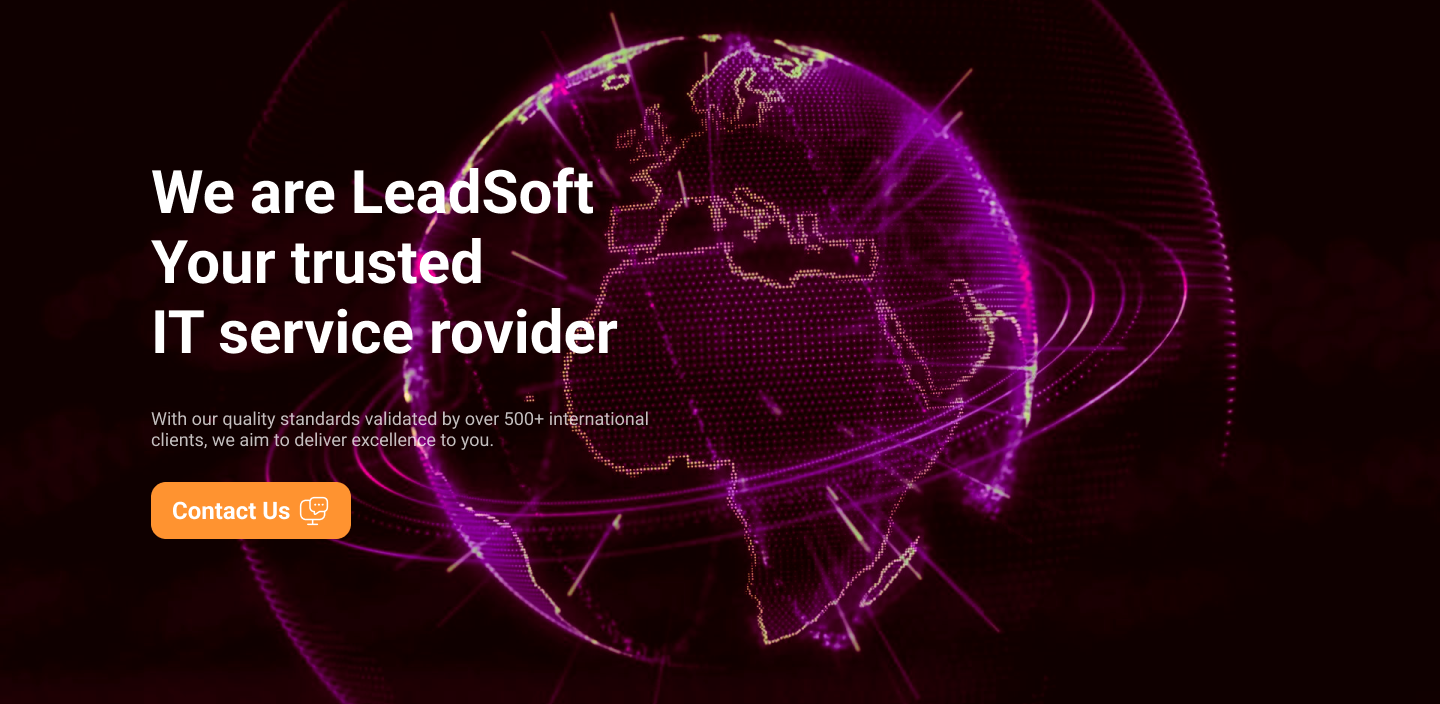 We are LeadSoft
Your trusted
IT service rovider
With our quality standards validated by over 500+ international
clients, we aim to deliver excellence to you.
Contact Us